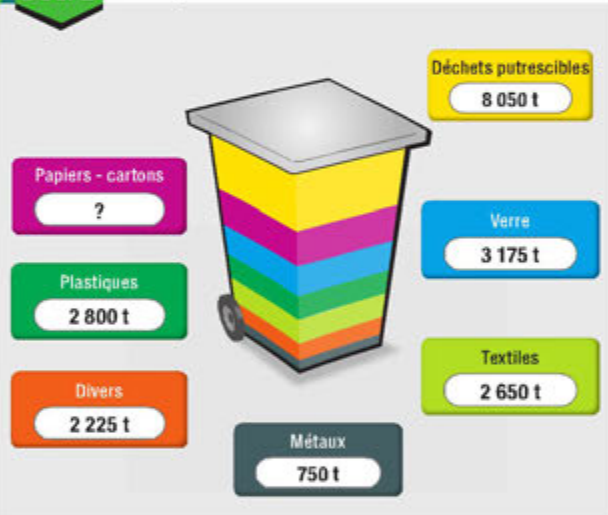 Déchets putrescibles
8 050 t
Papiers - cartons
?
Verre
3 175 t
Plastiques
2 800 t
Textiles
2 650 t
Divers
2 225 t
Métaux
750 t